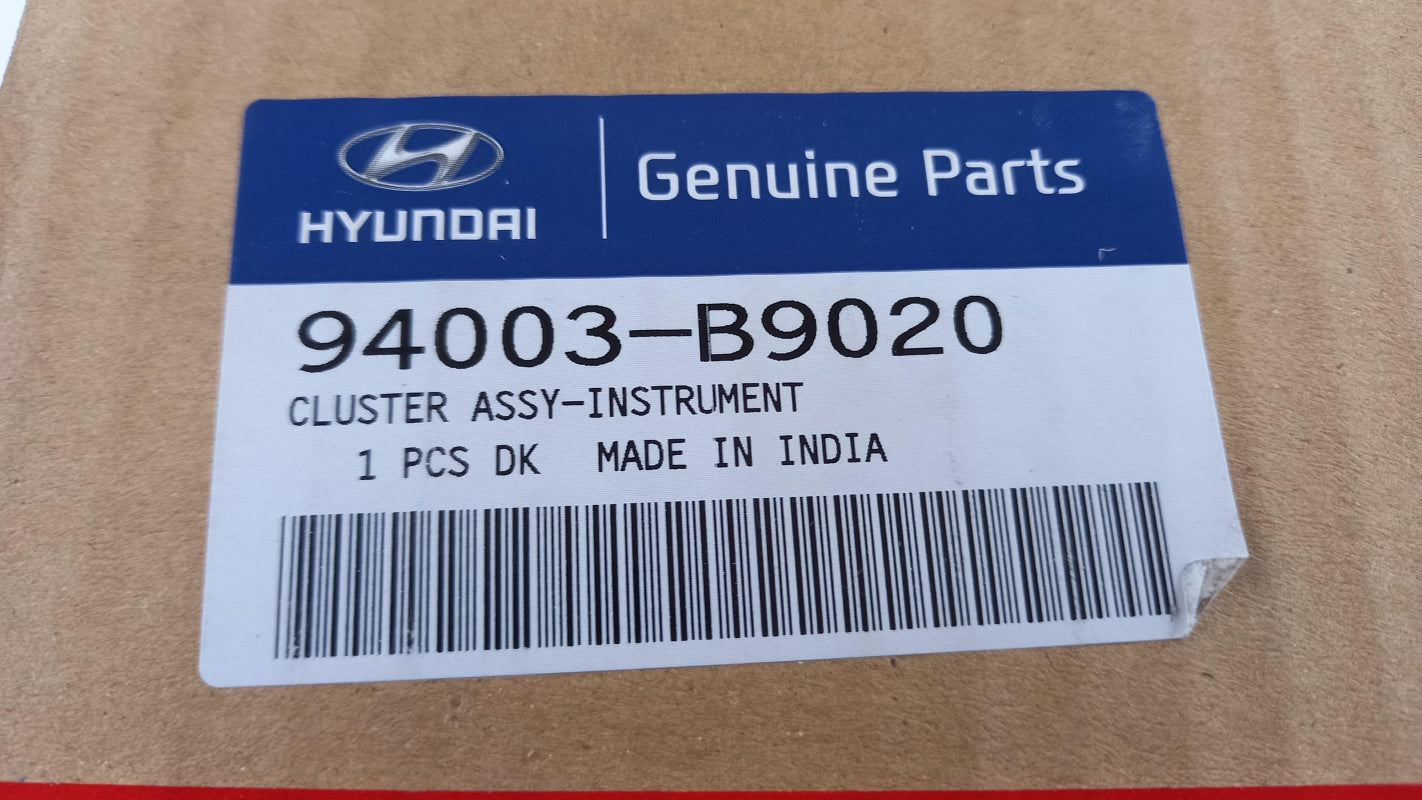 HYUNDAI
Genuine Parts
94003-B9020
CLUSTER ASSY-INSTRUMENT
1 PCS DK MADE IN INDIA